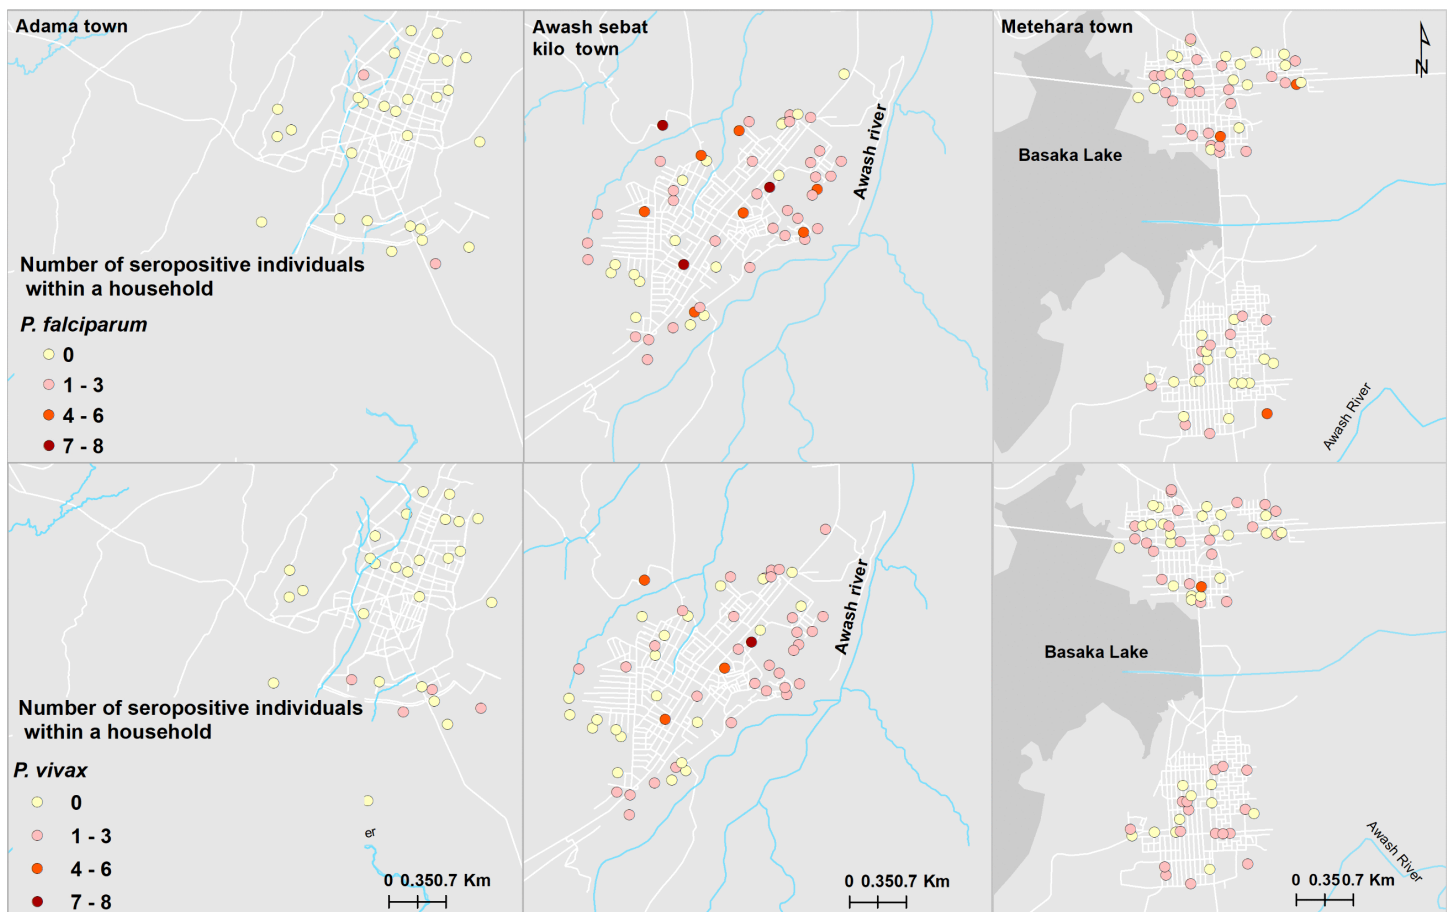 Adama town
Awash sebat
kilo town
Metehara town
N
Awash river
Basaka Lake
Number of seropositive individuals
within a household
P. falciparum
0
1 - 3
4 - 6
7 - 8
Awash River
Awash river
Basaka Lake
Number of seropositive individuals
within a household
P. vivax
0
1 - 3
4 - 6
7 - 8
er
0 0.350.7 Km
0 0.350.7 Km
0 0.350.7 Km
Awash River